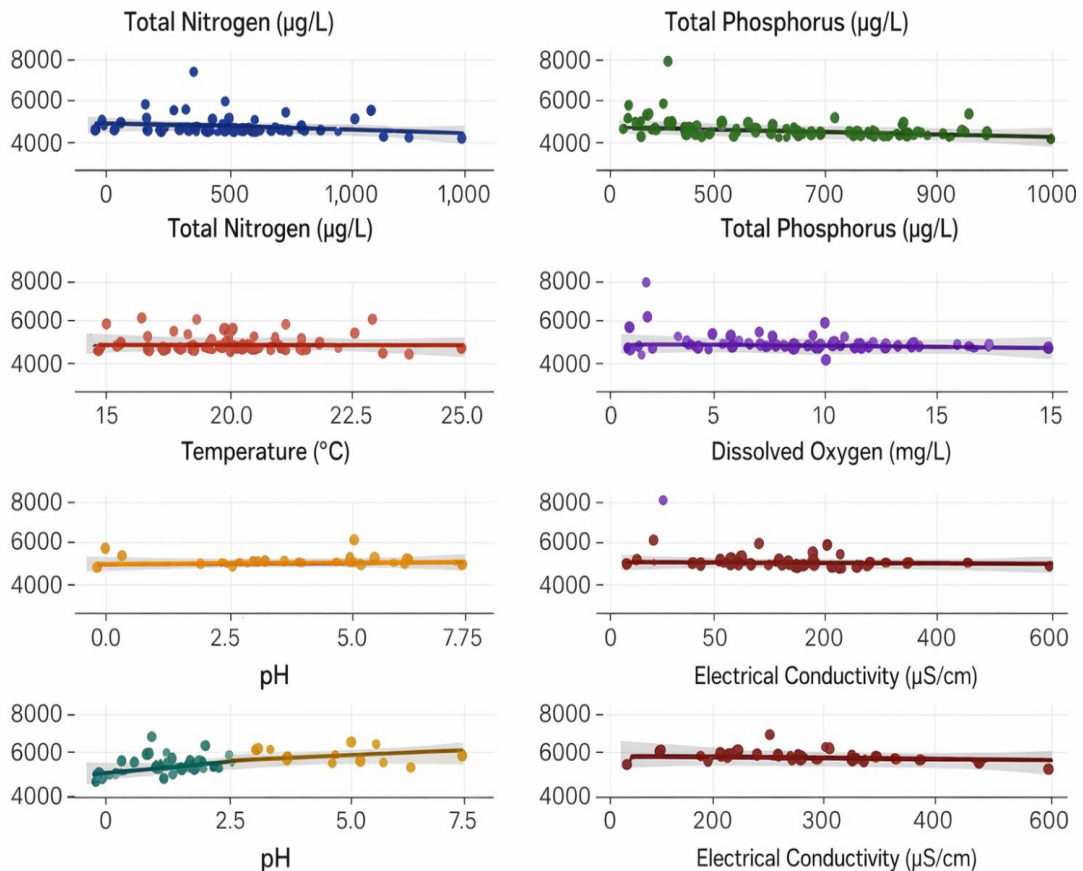 Total Nitrogen (µg/L)
8000
6000
4000
0 500 1,000 1,000
Total Nitrogen (µg/L)
Total Phosphorus (µg/L)
8000
6000
4000
0 500 700 900 1000
Total Phosphorus (µg/L)
8000
6000
4000
15 20.0 22.5 25.0
Temperature (°C)
8000
6000
4000
0 5 10 15 15
Dissolved Oxygen (mg/L)
8000
6000
4000
0.0 2.5 5.0 7.75
pH
8000
6000
4000
0 50 200 400 600
Electrical Conductivity (µS/cm)
8000
6000
4000
0 2.5 5.0 7.5
pH
8000
6000
4000
0 200 300 400 600
Electrical Conductivity (µS/cm)